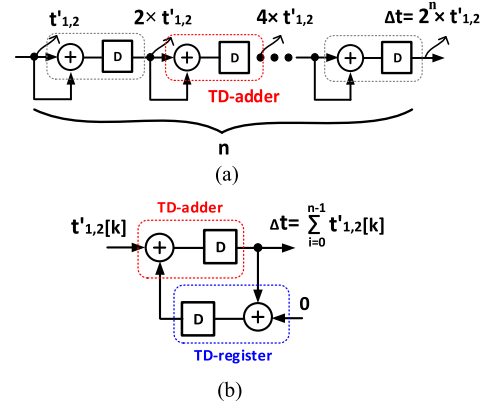 t'1,2 2× t'1,2 4× t'1,2 Δt= 2^n × t'1,2
+ D + D + D
TD-adder
n
(a)
TD-adder
t'1,2[k] + D Δt= n-1 ∑ i=0 t'1,2[k]
D + 0
TD-register
(b)